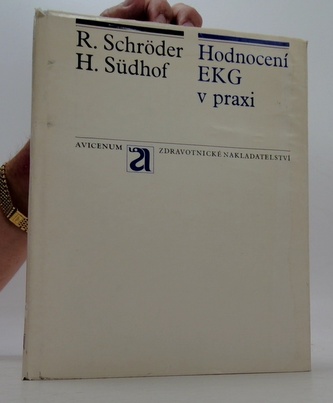 R. Schröder
H. Südhof
Hodnocení
EKG
v praxi
AVICENUM
ZDRAVOTNICKÉ NAKLADATELSTVÍ